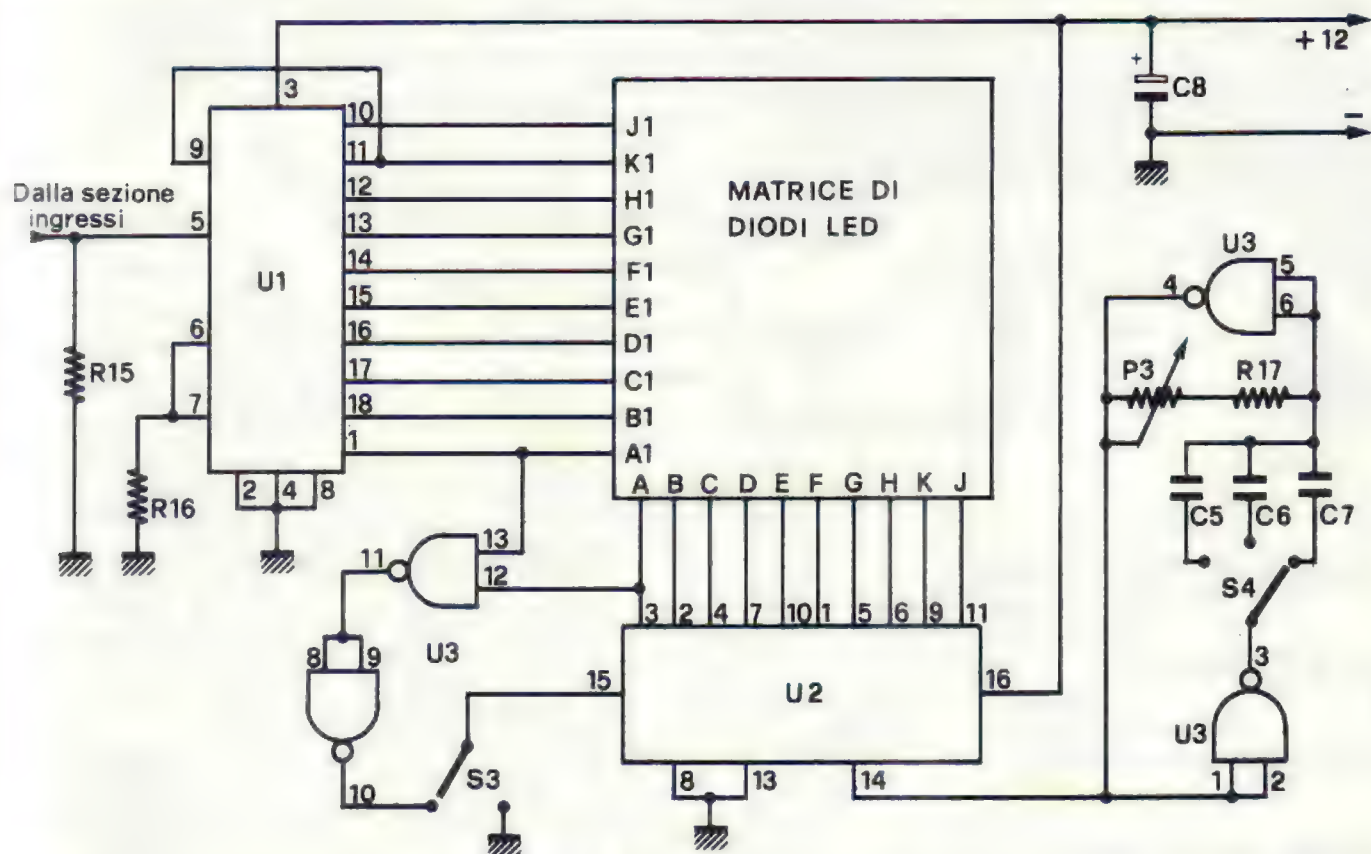 + 12
+
C8
-
3
10
J1
9
11
K1
MATRICE DI
DIODI LED
Dalla sezione
ingressi
12
H1
5
13
G1
U3
5
4
6
U1
14
F1
15
E1
6
16
D1
R15
17
C1
P3
R17
7
18
B1
1
A1
A B C D E F G H K J
2 4 8
R16
C5 C6 C7
13
11
12
S4
3 2 4 7 10 1 5 6 9 11
U3
8 9
3
15
U2
16
U3
S3
8 13 14
1 2
10